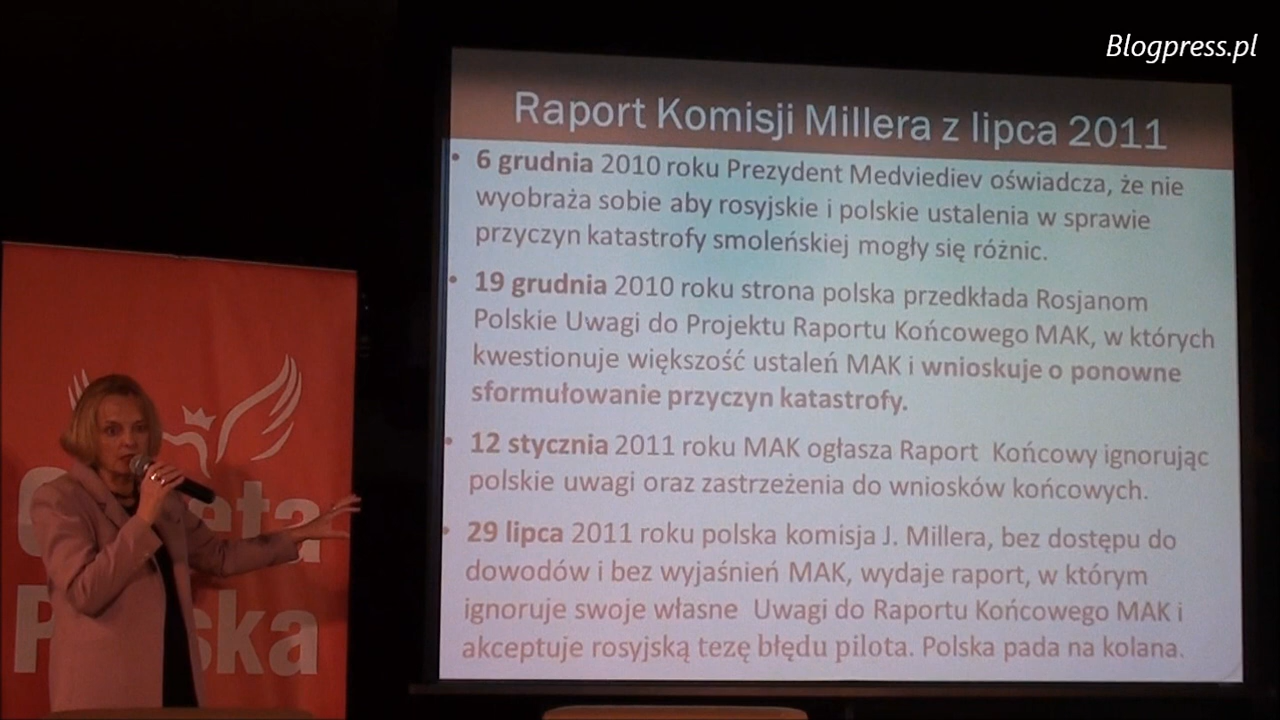 Blogpress.pl
Raport Komisji Millera z lipca 2011
• 6 grudnia 2010 roku Prezydent Medviediev oświadcza, że nie
wyobraża sobie aby rosyjskie i polskie ustalenia w sprawie
przyczyn katastrofy smoleńskiej mogły się różnic.
• 19 grudnia 2010 roku strona polska przedkłada Rosjanom
Polskie Uwagi do Projektu Raportu Końcowego MAK, w których
kwestionuje większość ustaleń MAK i wnioskuje o ponowne
sformułowanie przyczyn katastrofy.
• 12 stycznia 2011 roku MAK ogłasza Raport Końcowy ignorując
polskie uwagi oraz zastrzeżenia do wniosków końcowych.
• 29 lipca 2011 roku polska komisja J. Millera, bez dostępu do
dowodów i bez wyjaśnień MAK, wydaje raport, w którym
ignoruje swoje własne Uwagi do Raportu Końcowego MAK i
akceptuje rosyjską tezę błędu pilota. Polska pada na kolana.
Gazeta
Polska